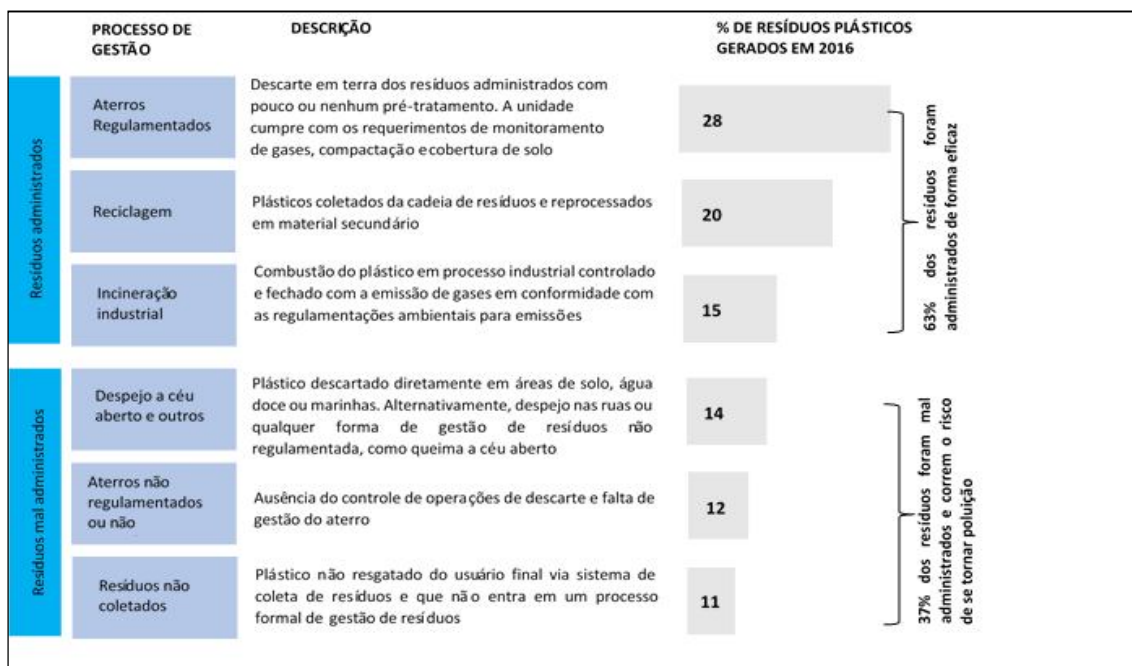 PROCESSO DE
GESTÃO
DESCRIÇÃO
% DE RESÍDUOS PLÁSTICOS
GERADOS EM 2016
Resíduos administrados
Aterros
Regulamentados
Descarte em terra dos resíduos administrados com
pouco ou nenhum pré-tratamento. A unidade
cumpre com os requerimentos de monitoramento
de gases, compactação ecobertura de solo
28
Reciclagem
Plásticos coletados da cadeia de resíduos e reprocessados
em material secundário
20
Incineração
industrial
Combustão do plástico em processo industrial controlado
e fechado com a emissão de gases em conformidade com
as regulamentações ambientais para emissões
15
63% dos resíduos foram
administrados de forma eficaz
Resíduos mal administrados
Despejo a céu
aberto e outros
Plástico descartado diretamente em áreas de solo, água
doce ou marinhas. Alternativamente, despejo nas ruas ou
qualquer forma de gestão de resíduos não
regulamentada, como queima a céu aberto
14
Aterros não
regulamentados
ou não
Ausência do controle de operações de descarte e falta de
gestão do aterro
12
Resíduos não
coletados
Plástico não resgatado do usuário final via sistema de
coleta de resíduos e que não entra em um processo
formal de gestão de resíduos
11
37% dos resíduos foram mal
administrados e correm o risco
de se tornar poluição